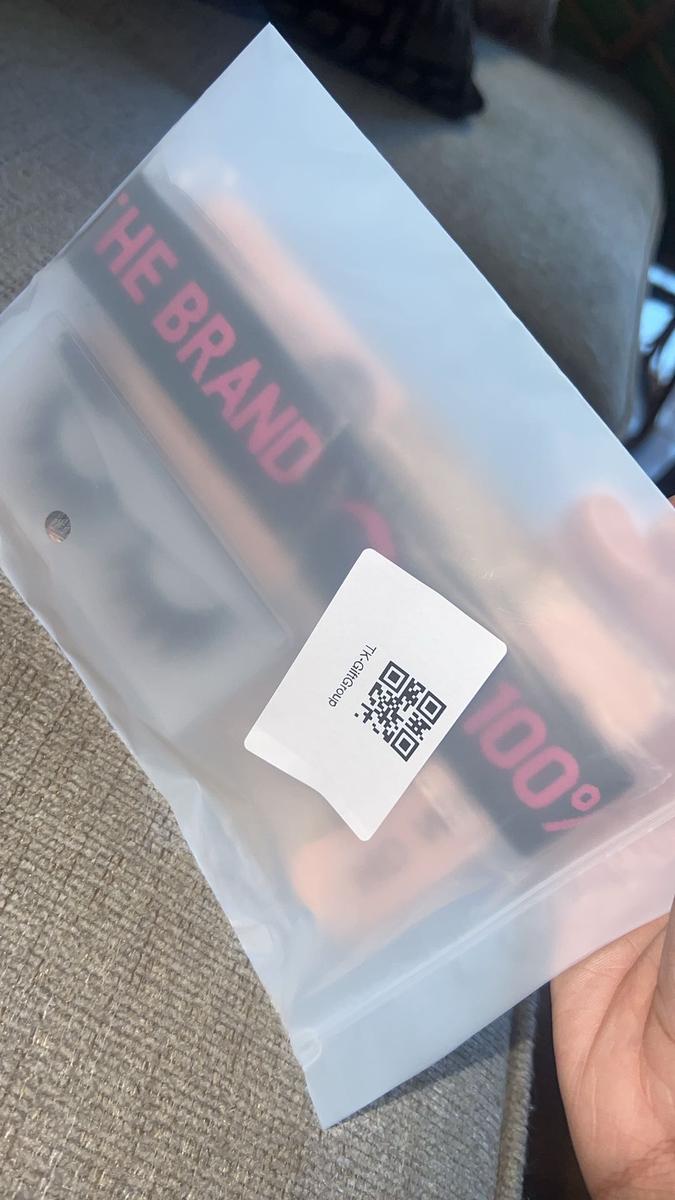 HE BRAND
100%
TK-GiftGroup